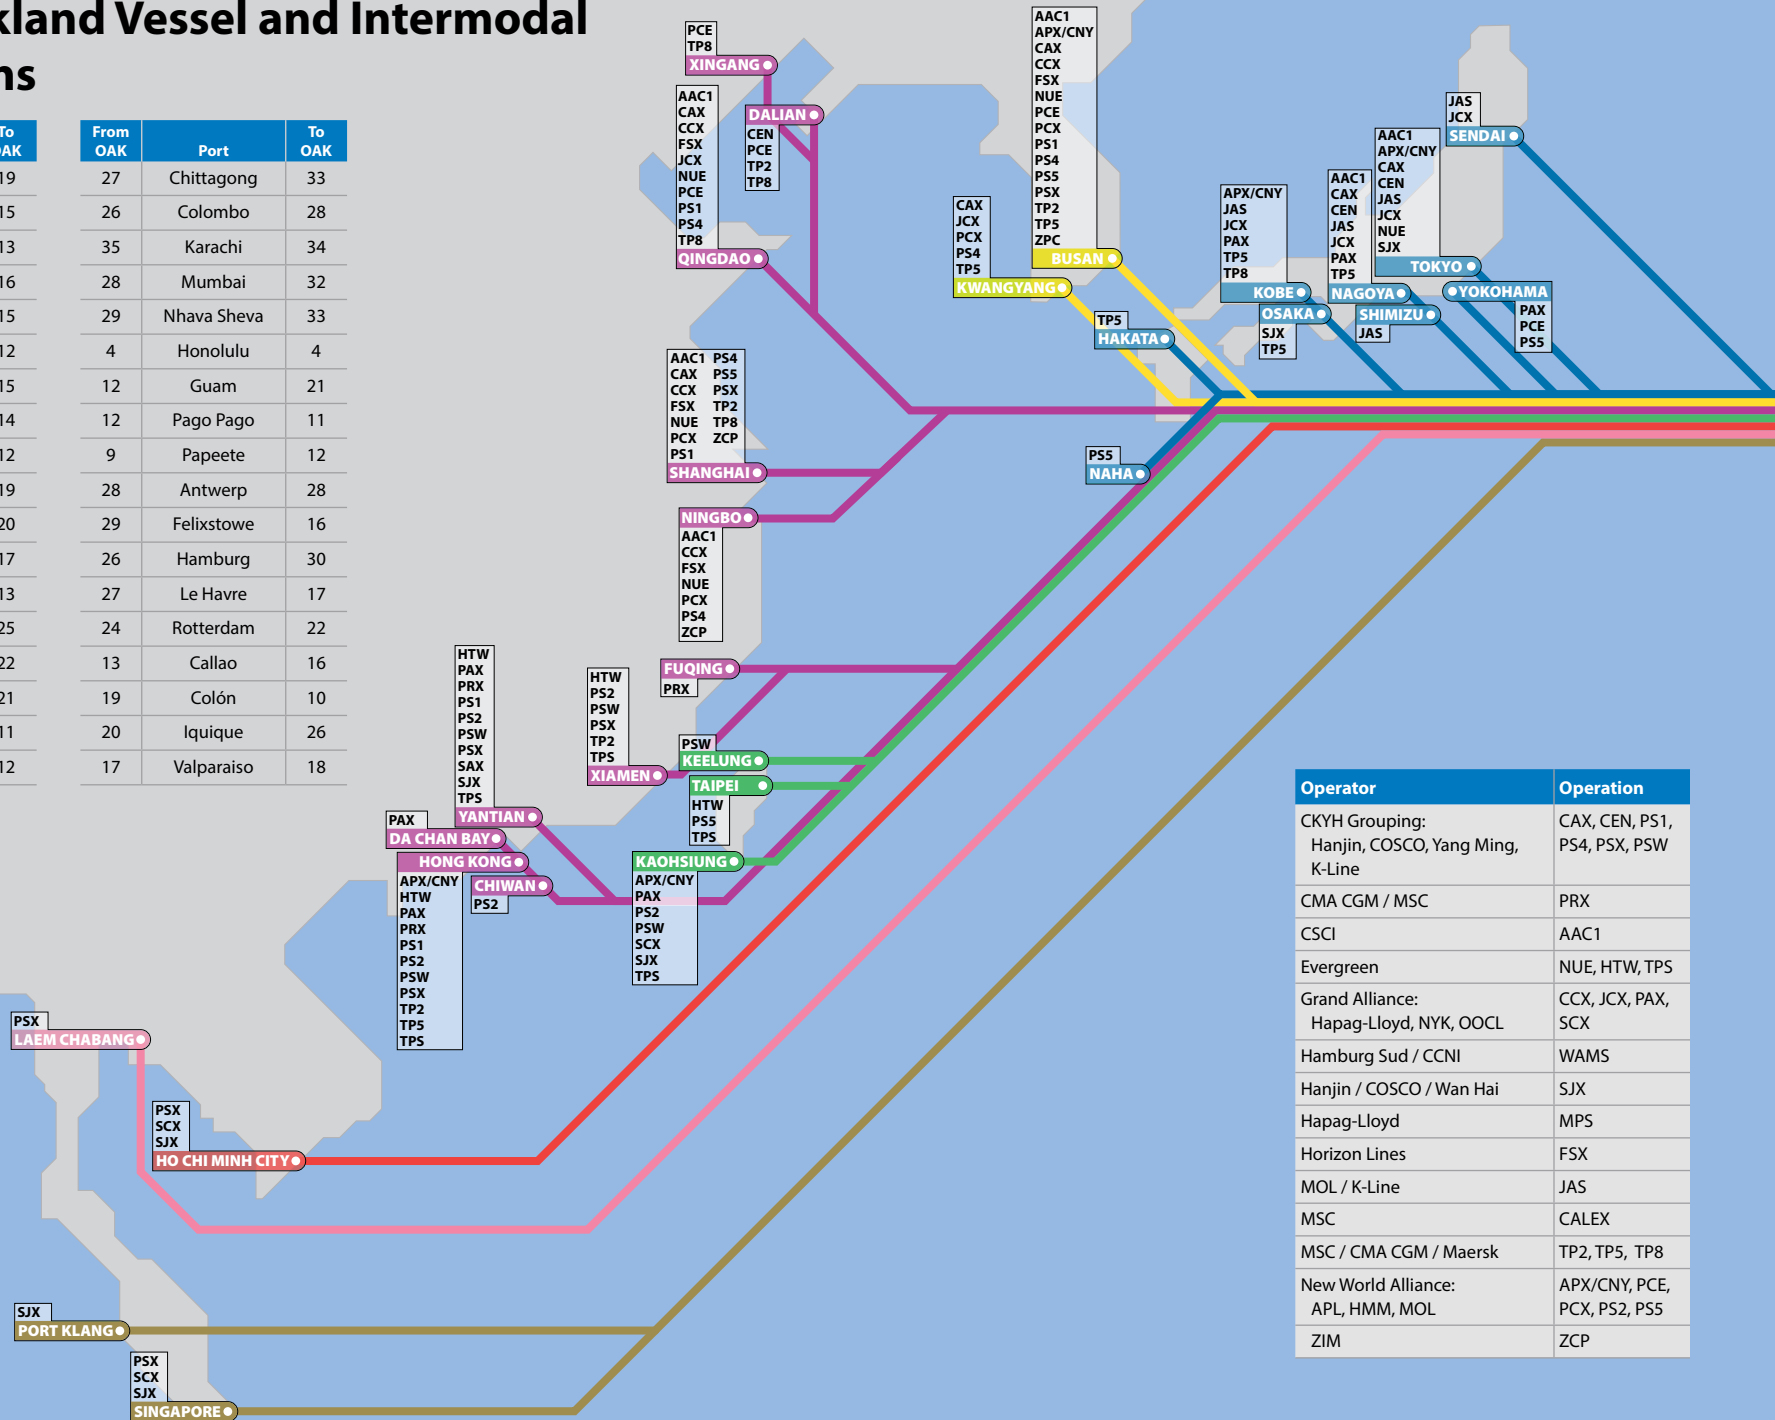 kland Vessel and Intermodal
ns
To
OAK
19
15
13
16
15
12
15
14
12
19
20
17
13
25
22
21
11
12
From OAK Port To OAK
27 Chittagong 33
26 Colombo 28
35 Karachi 34
28 Mumbai 32
29 Nhava Sheva 33
4 Honolulu 4
12 Guam 21
12 Pago Pago 11
9 Papeete 12
28 Antwerp 28
29 Felixstowe 16
26 Hamburg 30
27 Le Havre 17
24 Rotterdam 22
13 Callao 16
19 Colón 10
20 Iquique 26
17 Valparaiso 18
PCE
TP8
XINGANG
DALIAN
CEN
PCE
TP2
TP8
AAC1
CAX
CCX
FSX
JCX
NUE
PCE
PS1
PS4
TP8
QINGDAO
AAC1 PS4
CAX PS5
CCX PSX
FSX TP2
NUE TP8
PCX ZCP
PS1
SHANGHAI
NINGBO
AAC1
CCX
FSX
NUE
PCX
PS4
ZCP
FUQING
PRX
HTW
PS2
PSW
PSX
TP2
TPS
XIAMEN
PSW
KEELUNG
TAIPEI
HTW
PS5
TPS
KAOHSIUNG
APX/CNY
PAX
PS2
PSW
SCX
SJX
TPS
HTW
PAX
PRX
PS1
PS2
PSW
PSX
SAX
SJX
TPS
YANTIAN
PAX
DA CHAN BAY
HONG KONG
APX/CNY
HTW
PAX
PRX
PS1
PS2
PSW
PSX
TP2
TP5
TPS
CHIWAN
PS2
PSX
LAEM CHABANG
PSX
SCX
SJX
HO CHI MINH CITY
SJX
PORT KLANG
PSX
SCX
SJX
SINGAPORE
AAC1
APX/CNY
CAX
CCX
FSX
NUE
PCE
PCX
PS1
PS4
PS5
PSX
TP2
TP5
ZPC
BUSAN
CAX
JCX
PCX
PS4
TP5
KWANGYANG
TP5
HAKATA
PS5
NAHA
APX/CNY
JAS
JCX
PAX
TP5
TP8
KOBE
OSAKA
SJX
TP5
AAC1
CAX
CEN
JAS
JCX
PAX
TP5
NAGOYA
SHIMIZU
JAS
AAC1
APX/CNY
CAX
CEN
JAS
JCX
NUE
SJX
TOKYO
YOKOHAMA
PAX
PCE
PS5
JAS
JCX
SENDAI
Operator Operation
CKYH Grouping: CAX, CEN, PS1,
Hanjin, COSCO, Yang Ming, PS4, PSX, PSW
K-Line
CMA CGM / MSC PRX
CSCI AAC1
Evergreen NUE, HTW, TPS
Grand Alliance: CCX, JCX, PAX,
Hapag-Lloyd, NYK, OOCL SCX
Hamburg Sud / CCNI WAMS
Hanjin / COSCO / Wan Hai SJX
Hapag-Lloyd MPS
Horizon Lines FSX
MOL / K-Line JAS
MSC CALEX
MSC / CMA CGM / Maersk TP2, TP5, TP8
New World Alliance: APX/CNY, PCE,
APL, HMM, MOL PCX, PS2, PS5
ZIM ZCP